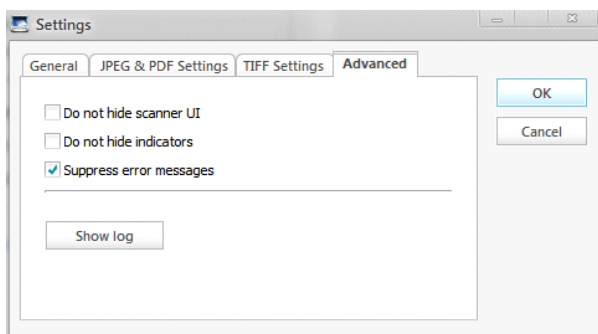 Settings
General JPEG & PDF Settings TIFF Settings Advanced
OK
Do not hide scanner UI
Cancel
Do not hide indicators
Suppress error messages
Show log